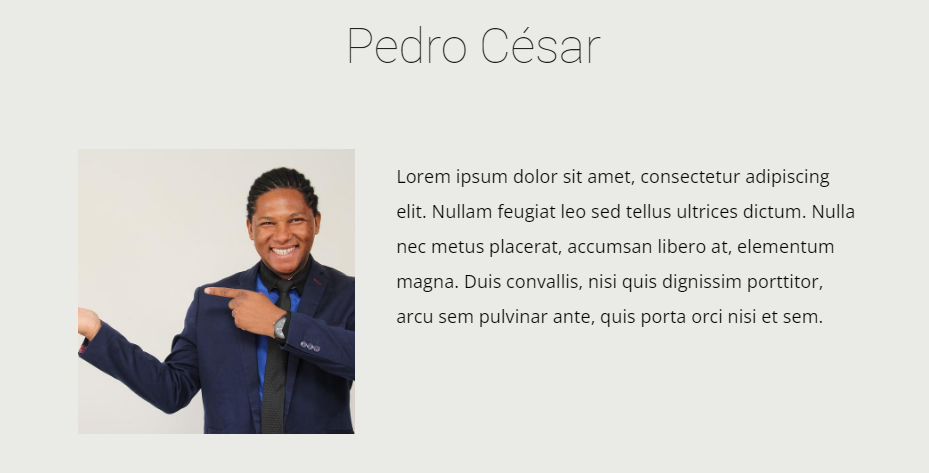 Pedro César
Lorem ipsum dolor sit amet, consectetur adipiscing
elit. Nullam feugiat leo sed tellus ultrices dictum. Nulla
nec metus placerat, accumsan libero at, elementum
magna. Duis convallis, nisi quis dignissim porttitor,
arcu sem pulvinar ante, quis porta orci nisi et sem.